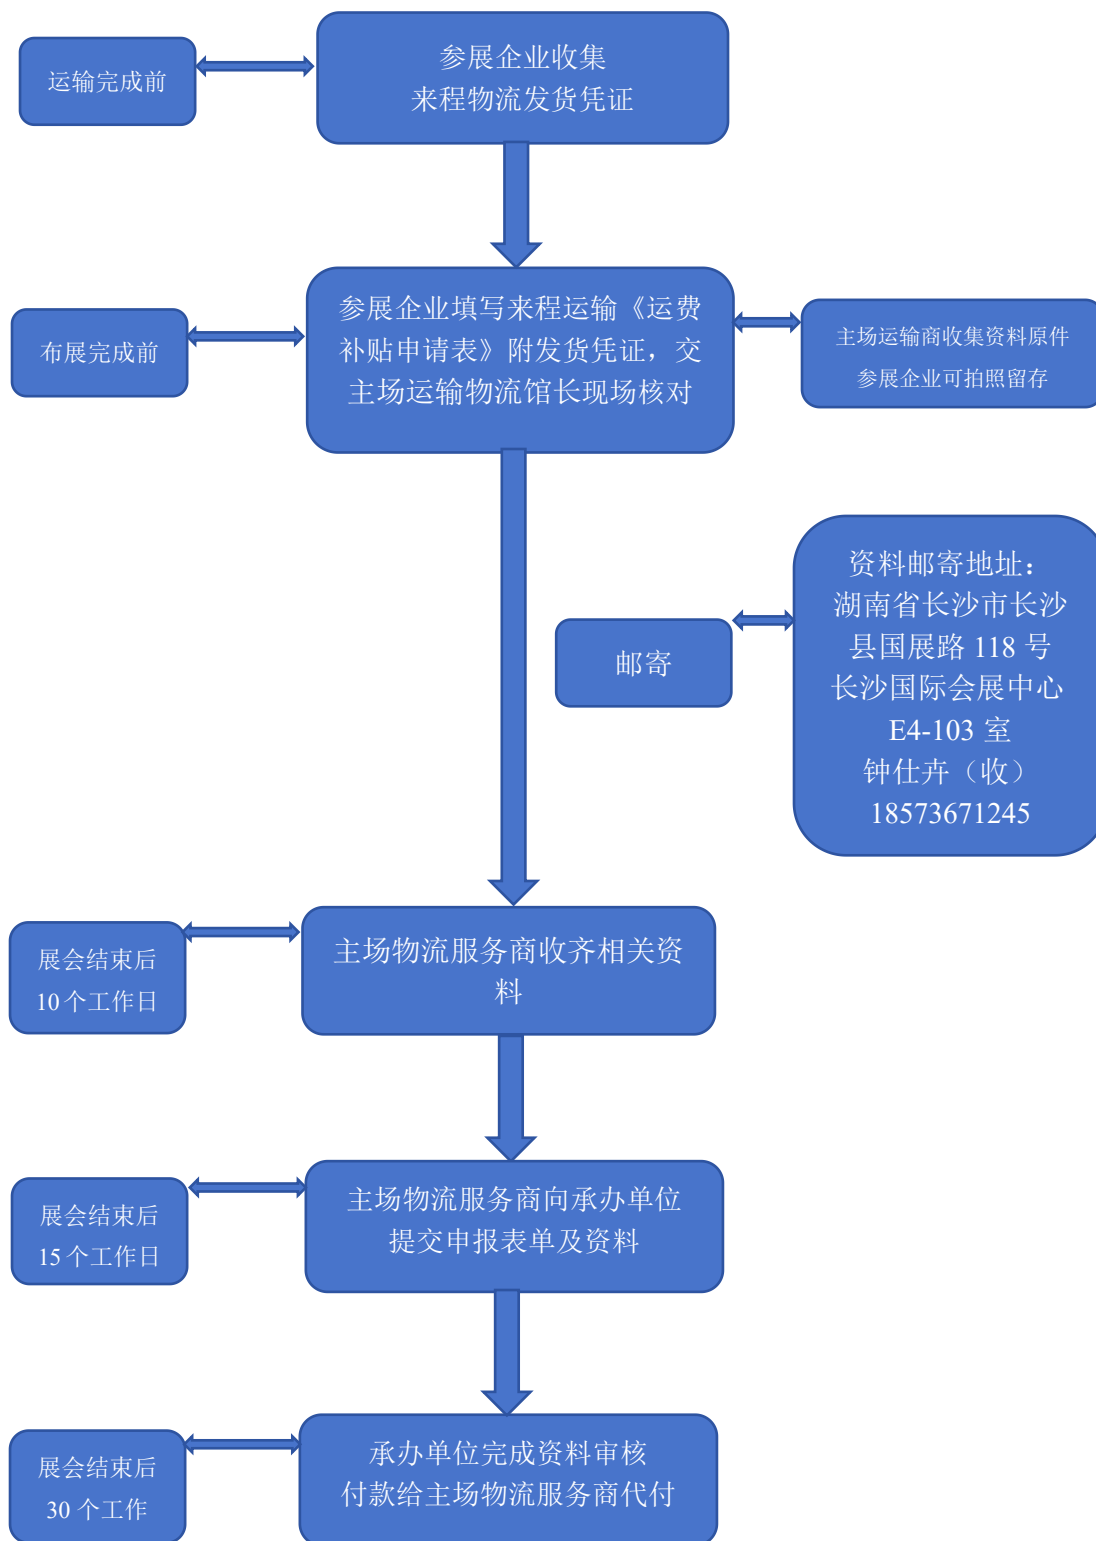 运输完成前
参展企业收集
来程物流发货凭证
布展完成前
参展企业填写来程运输《运费
补贴申请表》附发货凭证，交
主场运输物流馆长现场核对
主场运输商收集资料原件
参展企业可拍照留存
邮寄
资料邮寄地址：
湖南省长沙市长沙
县国展路 118 号
长沙国际会展中心
E4-103 室
钟仕卉（收）
18573671245
展会结束后
10 个工作日
主场物流服务商收齐相关资
料
展会结束后
15 个工作日
主场物流服务商向承办单位
提交申报表单及资料
展会结束后
30 个工作
承办单位完成资料审核
付款给主场物流服务商代付